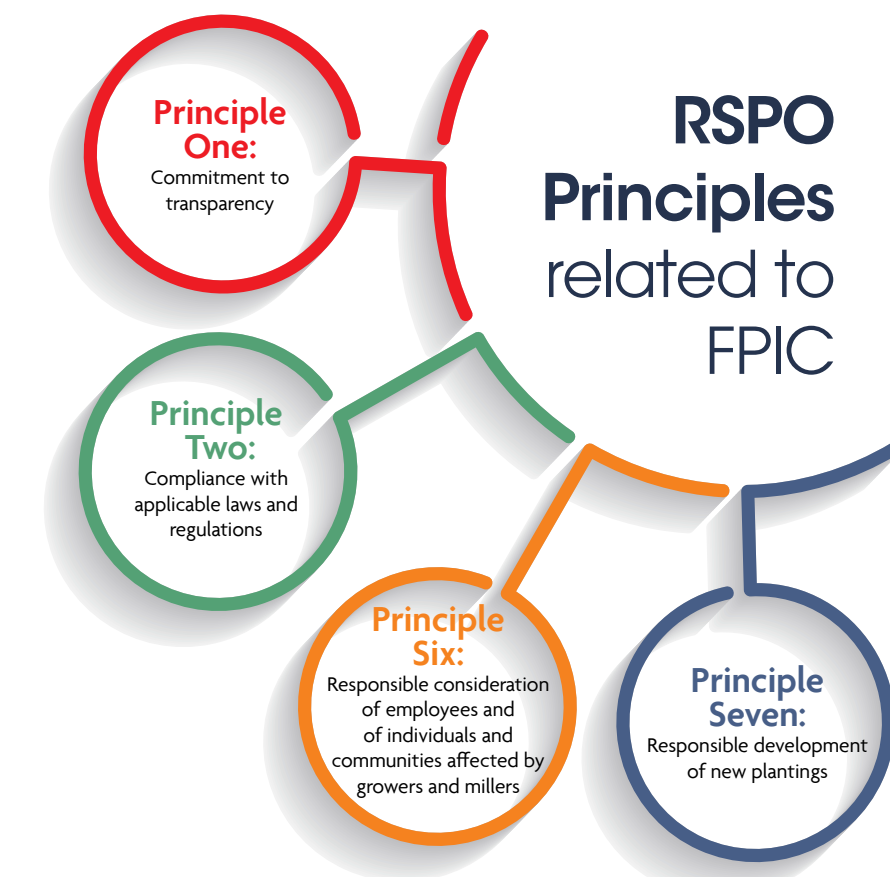 RSPO
Principles
related to
FPIC
Principle
One:
Commitment to
transparency
Principle
Two:
Compliance with
applicable laws and
regulations
Principle
Six:
Responsible consideration
of employees and
of individuals and
communities affected by
growers and millers
Principle
Seven:
Responsible development
of new plantings